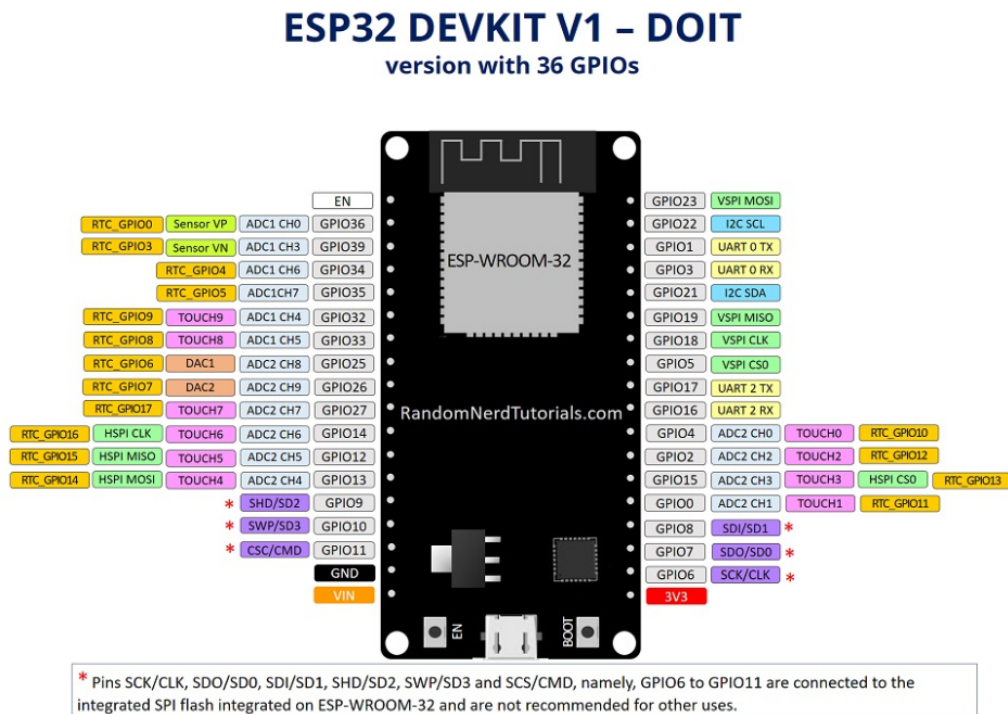 ESP32 DEVKIT V1 – DOIT
version with 36 GPIOs
EN
RTC_GPIO0 Sensor VP ADC1 CH0 GPIO36
RTC_GPIO3 Sensor VN ADC1 CH3 GPIO39
RTC_GPIO4 ADC1 CH6 GPIO34
RTC_GPIO5 ADC1CH7 GPIO35
RTC_GPIO9 TOUCH9 ADC1 CH4 GPIO32
RTC_GPIO8 TOUCH8 ADC1 CH5 GPIO33
RTC_GPIO6 DAC1 ADC2 CH8 GPIO25
RTC_GPIO7 DAC2 ADC2 CH9 GPIO26
RTC_GPIO17 TOUCH7 ADC2 CH7 GPIO27
RTC_GPIO16 HSPI CLK TOUCH6 ADC2 CH6 GPIO14
RTC_GPIO15 HSPI MISO TOUCH5 ADC2 CH5 GPIO12
RTC_GPIO14 HSPI MOSI TOUCH4 ADC2 CH4 GPIO13
* SHD/SD2 GPIO9
* SWP/SD3 GPIO10
* CSC/CMD GPIO11
GND
VIN
ESP-WROOM-32
RandomNerdTutorials.com
EN
BOOT
GPIO23 VSPI MOSI
GPIO22 I2C SCL
GPIO1 UART 0 TX
GPIO3 UART 0 RX
GPIO21 I2C SDA
GPIO19 VSPI MISO
GPIO18 VSPI CLK
GPIO5 VSPI CS0
GPIO17 UART 2 TX
GPIO16 UART 2 RX
GPIO4 ADC2 CH0 TOUCH0 RTC_GPIO10
GPIO2 ADC2 CH2 TOUCH2 RTC_GPIO12
GPIO15 ADC2 CH3 TOUCH3 HSPI CS0 RTC_GPIO13
GPIO0 ADC2 CH1 TOUCH1 RTC_GPIO11
GPIO8 SDI/SD1 *
GPIO7 SDO/SD0 *
GPIO6 SCK/CLK *
3V3
* Pins SCK/CLK, SDO/SD0, SDI/SD1, SHD/SD2, SWP/SD3 and SCS/CMD, namely, GPIO6 to GPIO11 are connected to the
integrated SPI flash integrated on ESP-WROOM-32 and are not recommended for other uses.